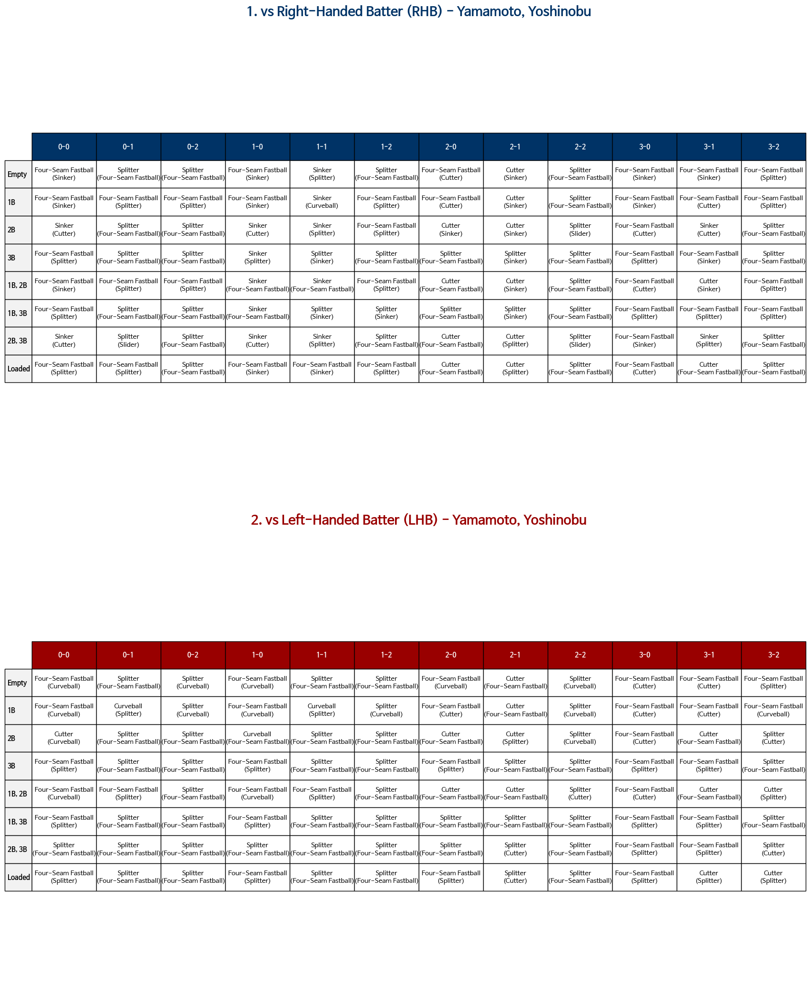 1. vs Right-Handed Batter (RHB) - Yamamoto, Yoshinobu
0-0 0-1 0-2 1-0 1-1 1-2 2-0 2-1 2-2 3-0 3-1 3-2
Empty Four-Seam Fastball (Sinker) Splitter (Four-Seam Fastball) Splitter (Four-Seam Fastball) Four-Seam Fastball (Sinker) Sinker (Splitter) Splitter (Four-Seam Fastball) Four-Seam Fastball (Cutter) Cutter (Sinker) Splitter (Four-Seam Fastball) Four-Seam Fastball (Sinker) Four-Seam Fastball (Sinker) Four-Seam Fastball (Splitter)
1B Four-Seam Fastball (Sinker) Four-Seam Fastball (Splitter) Four-Seam Fastball (Splitter) Four-Seam Fastball (Sinker) Sinker (Curveball) Four-Seam Fastball (Splitter) Four-Seam Fastball (Cutter) Cutter (Sinker) Splitter (Four-Seam Fastball) Four-Seam Fastball (Sinker) Four-Seam Fastball (Cutter) Four-Seam Fastball (Splitter)
2B Sinker (Cutter) Splitter (Four-Seam Fastball) Splitter (Four-Seam Fastball) Sinker (Cutter) Sinker (Splitter) Four-Seam Fastball (Splitter) Cutter (Sinker) Cutter (Sinker) Splitter (Slider) Four-Seam Fastball (Cutter) Sinker (Cutter) Splitter (Four-Seam Fastball)
3B Four-Seam Fastball (Splitter) Splitter (Four-Seam Fastball) Splitter (Four-Seam Fastball) Sinker (Splitter) Splitter (Sinker) Splitter (Four-Seam Fastball) Splitter (Four-Seam Fastball) Splitter (Sinker) Splitter (Four-Seam Fastball) Four-Seam Fastball (Splitter) Four-Seam Fastball (Sinker) Splitter (Four-Seam Fastball)
1B, 2B Four-Seam Fastball (Sinker) Four-Seam Fastball (Splitter) Four-Seam Fastball (Splitter) Sinker (Four-Seam Fastball) Sinker (Four-Seam Fastball) Four-Seam Fastball (Splitter) Cutter (Four-Seam Fastball) Cutter (Sinker) Splitter (Four-Seam Fastball) Four-Seam Fastball (Cutter) Cutter (Sinker) Four-Seam Fastball (Splitter)
1B, 3B Four-Seam Fastball (Splitter) Splitter (Four-Seam Fastball) Splitter (Four-Seam Fastball) Sinker (Four-Seam Fastball) Splitter (Sinker) Splitter (Sinker) Splitter (Four-Seam Fastball) Splitter (Sinker) Splitter (Four-Seam Fastball) Four-Seam Fastball (Splitter) Four-Seam Fastball (Splitter) Four-Seam Fastball (Splitter)
2B, 3B Sinker (Cutter) Splitter (Slider) Splitter (Four-Seam Fastball) Sinker (Cutter) Sinker (Splitter) Splitter (Four-Seam Fastball) Cutter (Four-Seam Fastball) Cutter (Splitter) Splitter (Slider) Four-Seam Fastball (Sinker) Sinker (Splitter) Splitter (Four-Seam Fastball)
Loaded Four-Seam Fastball (Splitter) Four-Seam Fastball (Splitter) Splitter (Four-Seam Fastball) Four-Seam Fastball (Sinker) Four-Seam Fastball (Sinker) Four-Seam Fastball (Splitter) Cutter (Four-Seam Fastball) Cutter (Splitter) Splitter (Four-Seam Fastball) Four-Seam Fastball (Cutter) Cutter (Four-Seam Fastball) Splitter (Four-Seam Fastball)
2. vs Left-Handed Batter (LHB) - Yamamoto, Yoshinobu
0-0 0-1 0-2 1-0 1-1 1-2 2-0 2-1 2-2 3-0 3-1 3-2
Empty Four-Seam Fastball (Curveball) Splitter (Four-Seam Fastball) Splitter (Curveball) Four-Seam Fastball (Curveball) Splitter (Four-Seam Fastball) Splitter (Four-Seam Fastball) Four-Seam Fastball (Curveball) Cutter (Four-Seam Fastball) Splitter (Curveball) Four-Seam Fastball (Cutter) Four-Seam Fastball (Cutter) Four-Seam Fastball (Splitter)
1B Four-Seam Fastball (Curveball) Curveball (Splitter) Splitter (Curveball) Four-Seam Fastball (Curveball) Curveball (Splitter) Splitter (Curveball) Four-Seam Fastball (Cutter) Cutter (Four-Seam Fastball) Splitter (Curveball) Four-Seam Fastball (Cutter) Four-Seam Fastball (Cutter) Four-Seam Fastball (Curveball)
2B Cutter (Curveball) Splitter (Four-Seam Fastball) Splitter (Four-Seam Fastball) Curveball (Four-Seam Fastball) Splitter (Four-Seam Fastball) Splitter (Four-Seam Fastball) Cutter (Four-Seam Fastball) Cutter (Splitter) Splitter (Curveball) Four-Seam Fastball (Cutter) Cutter (Four-Seam Fastball) Splitter (Cutter)
3B Four-Seam Fastball (Splitter) Splitter (Four-Seam Fastball) Splitter (Four-Seam Fastball) Four-Seam Fastball (Splitter) Splitter (Four-Seam Fastball) Splitter (Four-Seam Fastball) Four-Seam Fastball (Splitter) Splitter (Four-Seam Fastball) Splitter (Four-Seam Fastball) Four-Seam Fastball (Splitter) Four-Seam Fastball (Splitter) Splitter (Four-Seam Fastball)
1B, 2B Four-Seam Fastball (Curveball) Four-Seam Fastball (Splitter) Splitter (Four-Seam Fastball) Four-Seam Fastball (Curveball) Four-Seam Fastball (Splitter) Splitter (Four-Seam Fastball) Cutter (Four-Seam Fastball) Cutter (Four-Seam Fastball) Splitter (Cutter) Four-Seam Fastball (Cutter) Cutter (Four-Seam Fastball) Cutter (Splitter)
1B, 3B Four-Seam Fastball (Splitter) Splitter (Four-Seam Fastball) Splitter (Four-Seam Fastball) Four-Seam Fastball (Splitter) Splitter (Four-Seam Fastball) Splitter (Four-Seam Fastball) Splitter (Four-Seam Fastball) Splitter (Four-Seam Fastball) Splitter (Four-Seam Fastball) Four-Seam Fastball (Splitter) Four-Seam Fastball (Splitter) Splitter (Four-Seam Fastball)
2B, 3B Splitter (Four-Seam Fastball) Splitter (Four-Seam Fastball) Splitter (Four-Seam Fastball) Splitter (Four-Seam Fastball) Splitter (Four-Seam Fastball) Splitter (Four-Seam Fastball) Splitter (Four-Seam Fastball) Splitter (Cutter) Splitter (Four-Seam Fastball) Four-Seam Fastball (Splitter) Four-Seam Fastball (Splitter) Splitter (Cutter)
Loaded Four-Seam Fastball (Splitter) Splitter (Four-Seam Fastball) Splitter (Four-Seam Fastball) Four-Seam Fastball (Splitter) Splitter (Four-Seam Fastball) Splitter (Four-Seam Fastball) Four-Seam Fastball (Splitter) Splitter (Cutter) Splitter (Four-Seam Fastball) Four-Seam Fastball (Splitter) Cutter (Splitter) Cutter (Splitter)